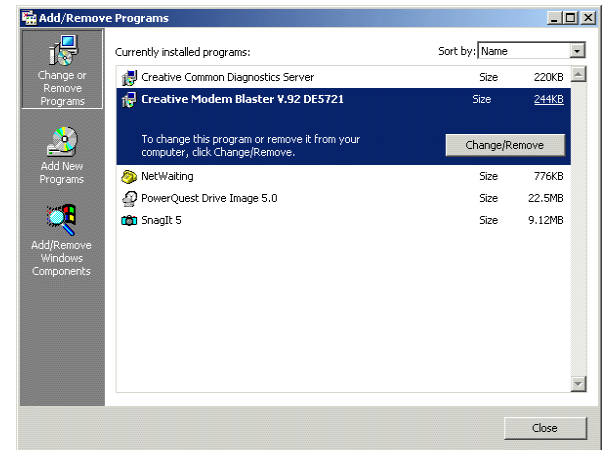 Add/Remove Programs
Change or
Remove
Programs
Add New
Programs
Add/Remove
Windows
Components
Currently installed programs: Sort by: Name
Creative Common Diagnostics Server Size 220KB
Creative Modem Blaster V.92 DE5721 Size 244KB
To change this program or remove it from your
computer, click Change/Remove. Change/Remove
NetWaiting Size 776KB
PowerQuest Drive Image 5.0 Size 22.5MB
SnagIt 5 Size 9.12MB
Close